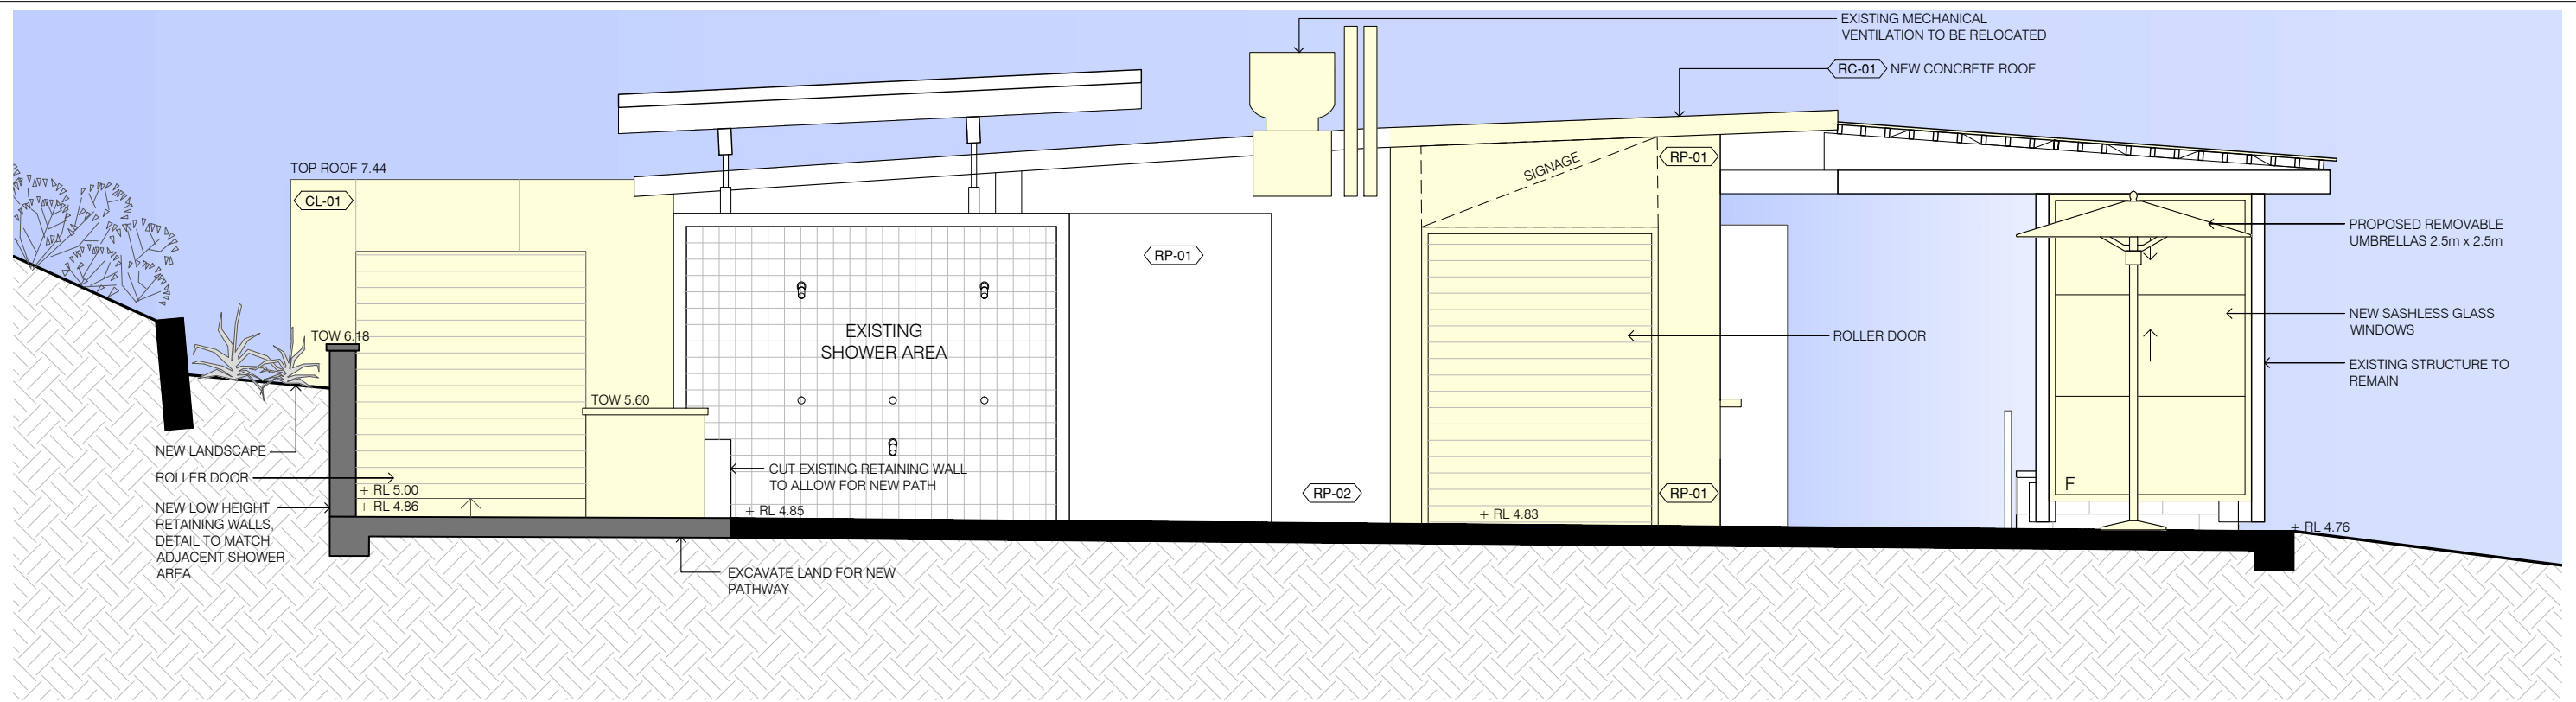 EXISTING MECHANICAL
VENTILATION TO BE RELOCATED
RC-01 NEW CONCRETE ROOF
TOP ROOF 7.44
CL-01
SIGNAGE
RP-01
RP-01
PROPOSED REMOVABLE
UMBRELLAS 2.5m x 2.5m
NEW SASHLESS GLASS
WINDOWS
EXISTING STRUCTURE TO
REMAIN
TOW 6.18
EXISTING
SHOWER AREA
ROLLER DOOR
TOW 5.60
NEW LANDSCAPE
ROLLER DOOR
+ RL 5.00
+ RL 4.86
NEW LOW HEIGHT
RETAINING WALLS,
DETAIL TO MATCH
ADJACENT SHOWER
AREA
CUT EXISTING RETAINING WALL
TO ALLOW FOR NEW PATH
+ RL 4.85
RP-02
+ RL 4.83
RP-01
F
+ RL 4.76
EXCAVATE LAND FOR NEW
PATHWAY